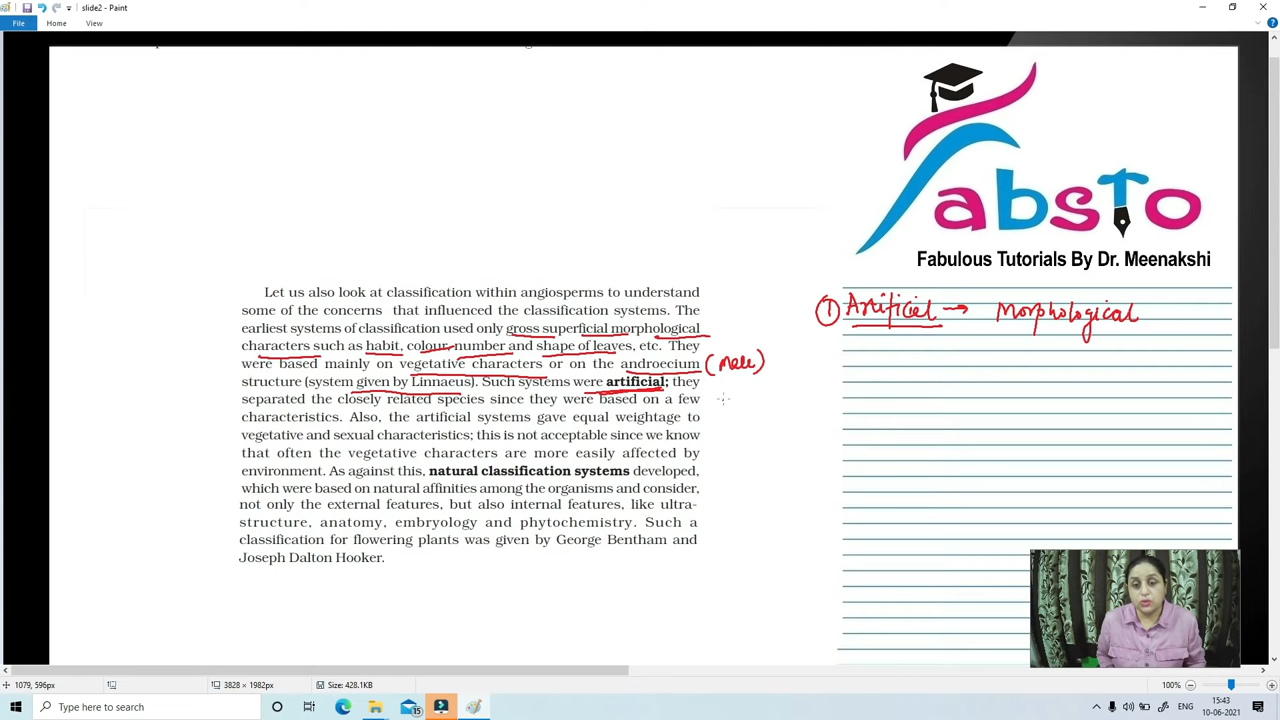 slide2 - Paint
File Home View
Let us also look at classification within angiosperms to understand
some of the concerns that influenced the classification systems. The
earliest systems of classification used only gross superficial morphological
characters such as habit, colour, number and shape of leaves, etc. They
were based mainly on vegetative characters or on the androecium (male)
structure (system given by Linnaeus). Such systems were artificial; they
separated the closely related species since they were based on a few
characteristics. Also, the artificial systems gave equal weightage to
vegetative and sexual characteristics; this is not acceptable since we know
that often the vegetative characters are more easily affected by
environment. As against this, natural classification systems developed,
which were based on natural affinities among the organisms and consider,
not only the external features, but also internal features, like ultra-
structure, anatomy, embryology and phytochemistry. Such a
classification for flowering plants was given by George Bentham and
Joseph Dalton Hooker.
absto
Fabulous Tutorials By Dr. Meenakshi
① Artificial → Morphological
1079, 596px 3828 × 1982px Size: 428.1KB 100%
Type here to search
15
15:43
10-06-2021